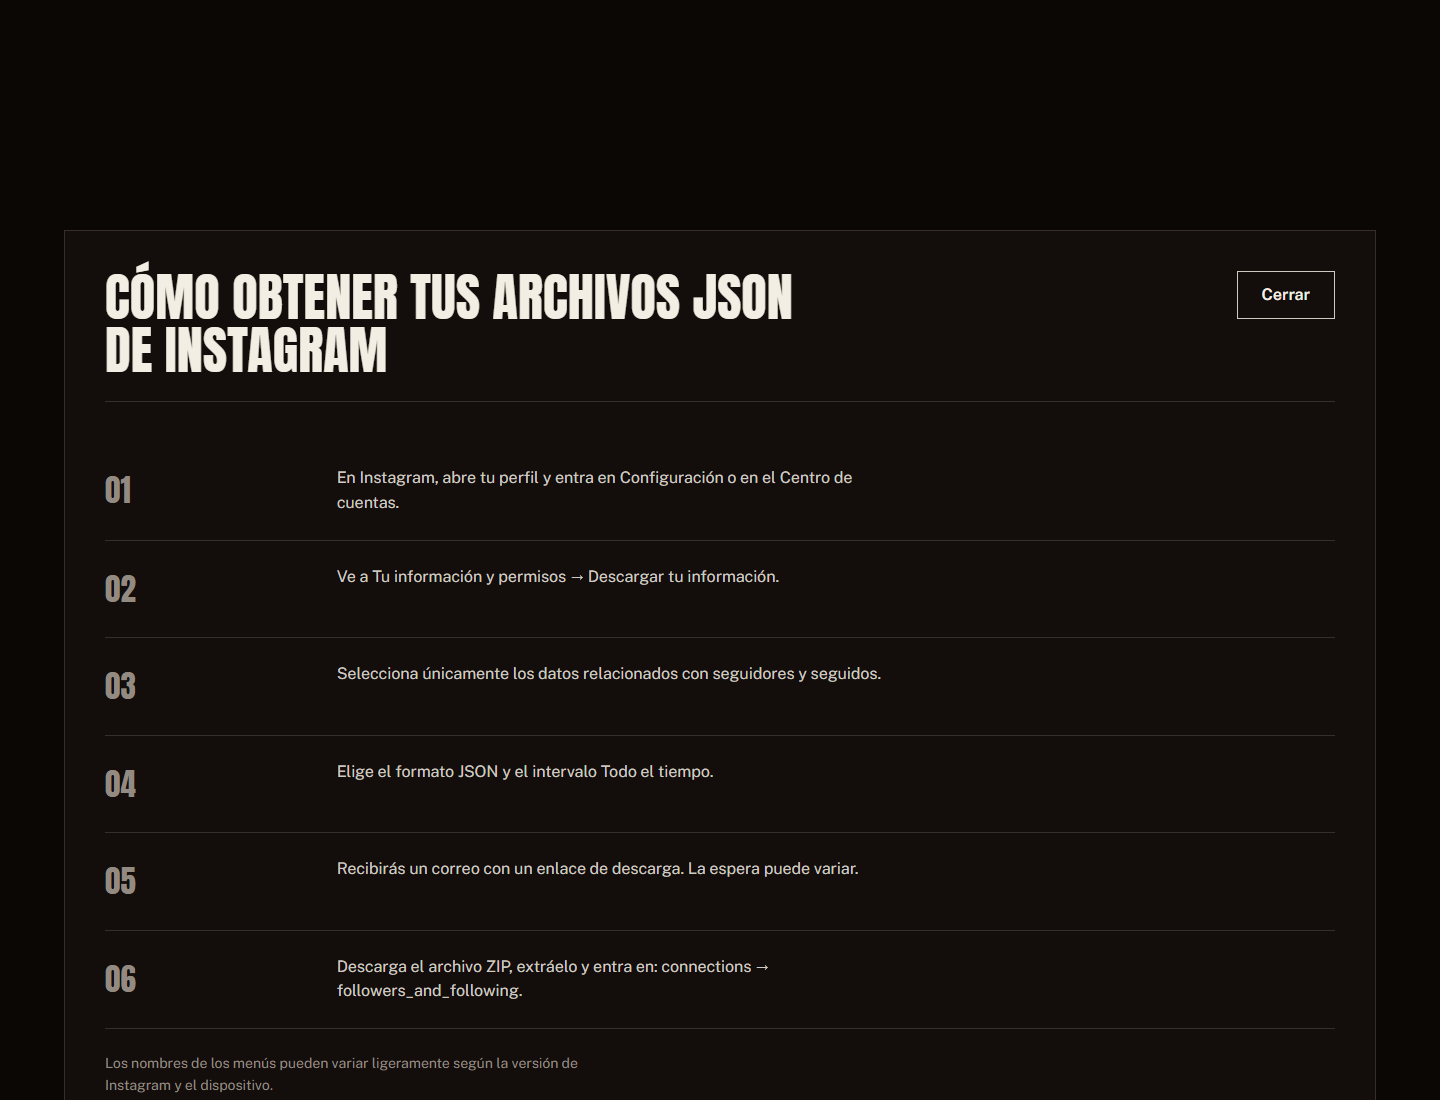 CÓMO OBTENER TUS ARCHIVOS JSON
DE INSTAGRAM
Cerrar
01
En Instagram, abre tu perfil y entra en Configuración o en el Centro de
cuentas.
02
Ve a Tu información y permisos → Descargar tu información.
03
Selecciona únicamente los datos relacionados con seguidores y seguidos.
04
Elige el formato JSON y el intervalo Todo el tiempo.
05
Recibirás un correo con un enlace de descarga. La espera puede variar.
06
Descarga el archivo ZIP, extráelo y entra en: connections →
followers_and_following.
Los nombres de los menús pueden variar ligeramente según la versión de
Instagram y el dispositivo.